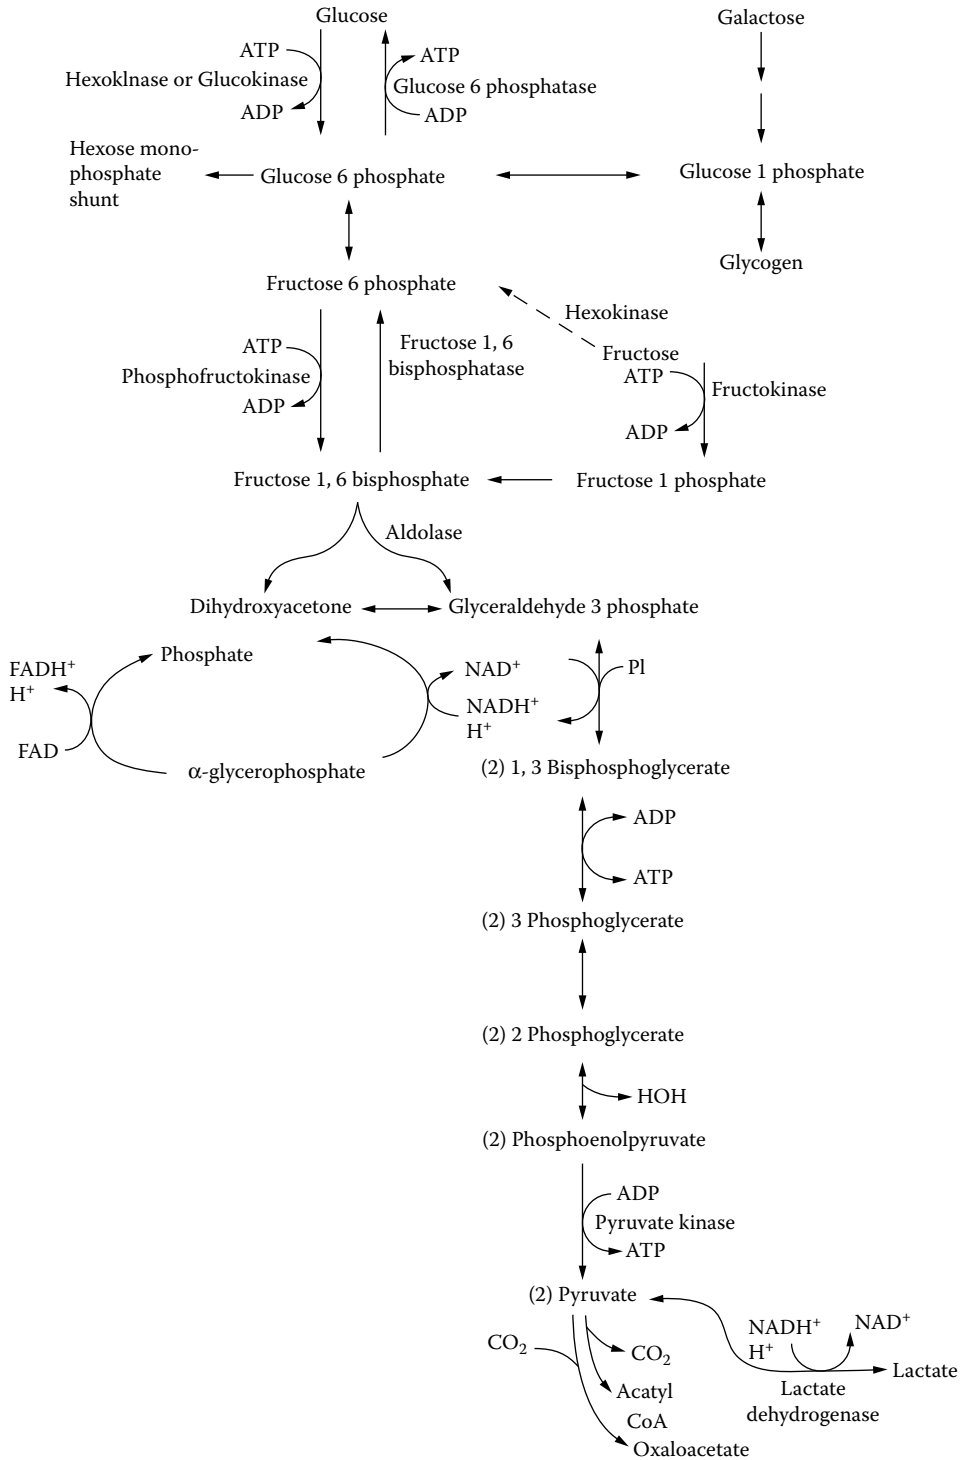 Glucose
Galactose
ATP
Hexoklnase or Glucokinase
ADP
ATP
Glucose 6 phosphatase
ADP
Hexose mono-
phosphate
shunt
Glucose 6 phosphate
Glucose 1 phosphate
Glycogen
Fructose 6 phosphate
Hexokinase
ATP
Phosphofructokinase
ADP
Fructose 1, 6
bisphosphatase
Fructose
ATP
Fructokinase
ADP
Fructose 1, 6 bisphosphate
Fructose 1 phosphate
Aldolase
Dihydroxyacetone
Glyceraldehyde 3 phosphate
Phosphate
FADH⁺
H⁺
FAD
NAD⁺
NADH⁺
H⁺
Pl
α-glycerophosphate
(2) 1, 3 Bisphosphoglycerate
ADP
ATP
(2) 3 Phosphoglycerate
(2) 2 Phosphoglycerate
HOH
(2) Phosphoenolpyruvate
ADP
Pyruvate kinase
ATP
(2) Pyruvate
CO₂
CO₂
Acatyl
CoA
Oxaloacetate
NADH⁺
H⁺
NAD⁺
Lactate
Lactate
dehydrogenase